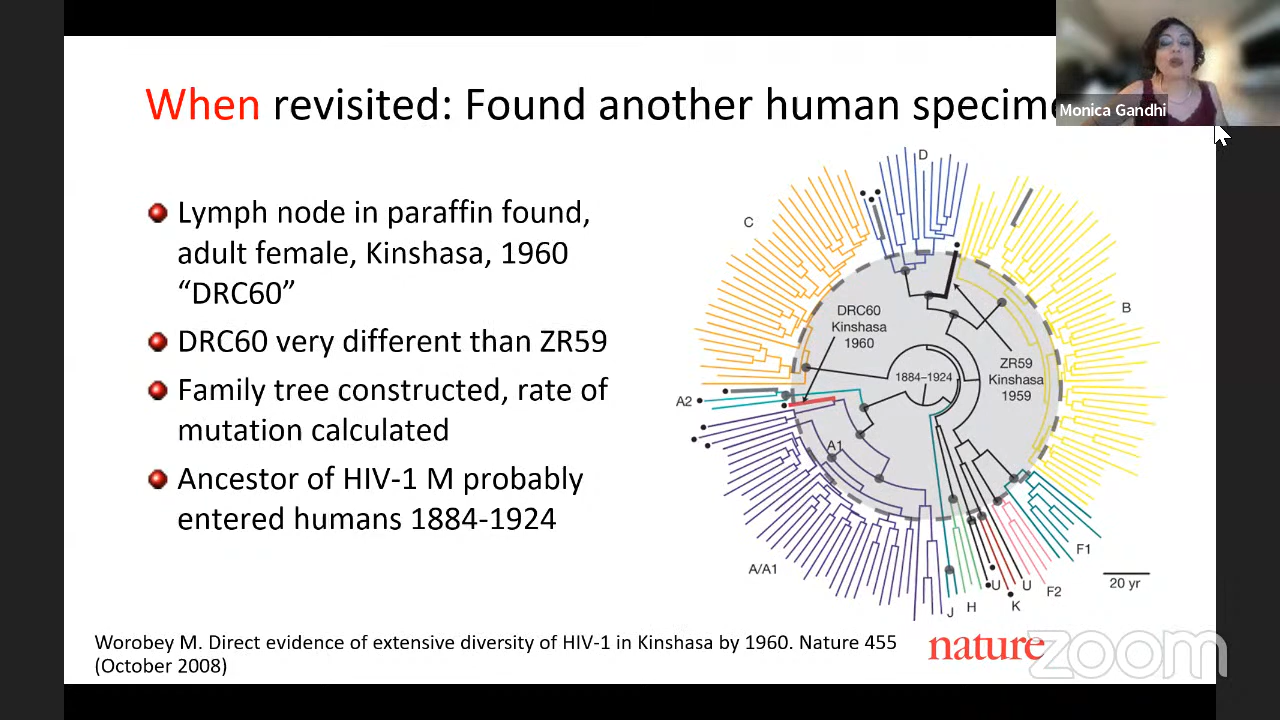 When revisited: Found another human specime
Monica Gandhi
Lymph node in paraffin found,
adult female, Kinshasa, 1960
“DRC60”
DRC60 very different than ZR59
Family tree constructed, rate of
mutation calculated
Ancestor of HIV-1 M probably
entered humans 1884-1924
D
C
B
DRC60
Kinshasa
1960
1884–1924
ZR59
Kinshasa
1959
A2
A1
A/A1
J
H
U
K
U
F2
F1
20 yr
Worobey M. Direct evidence of extensive diversity of HIV-1 in Kinshasa by 1960. Nature 455
(October 2008)
nature
zoom